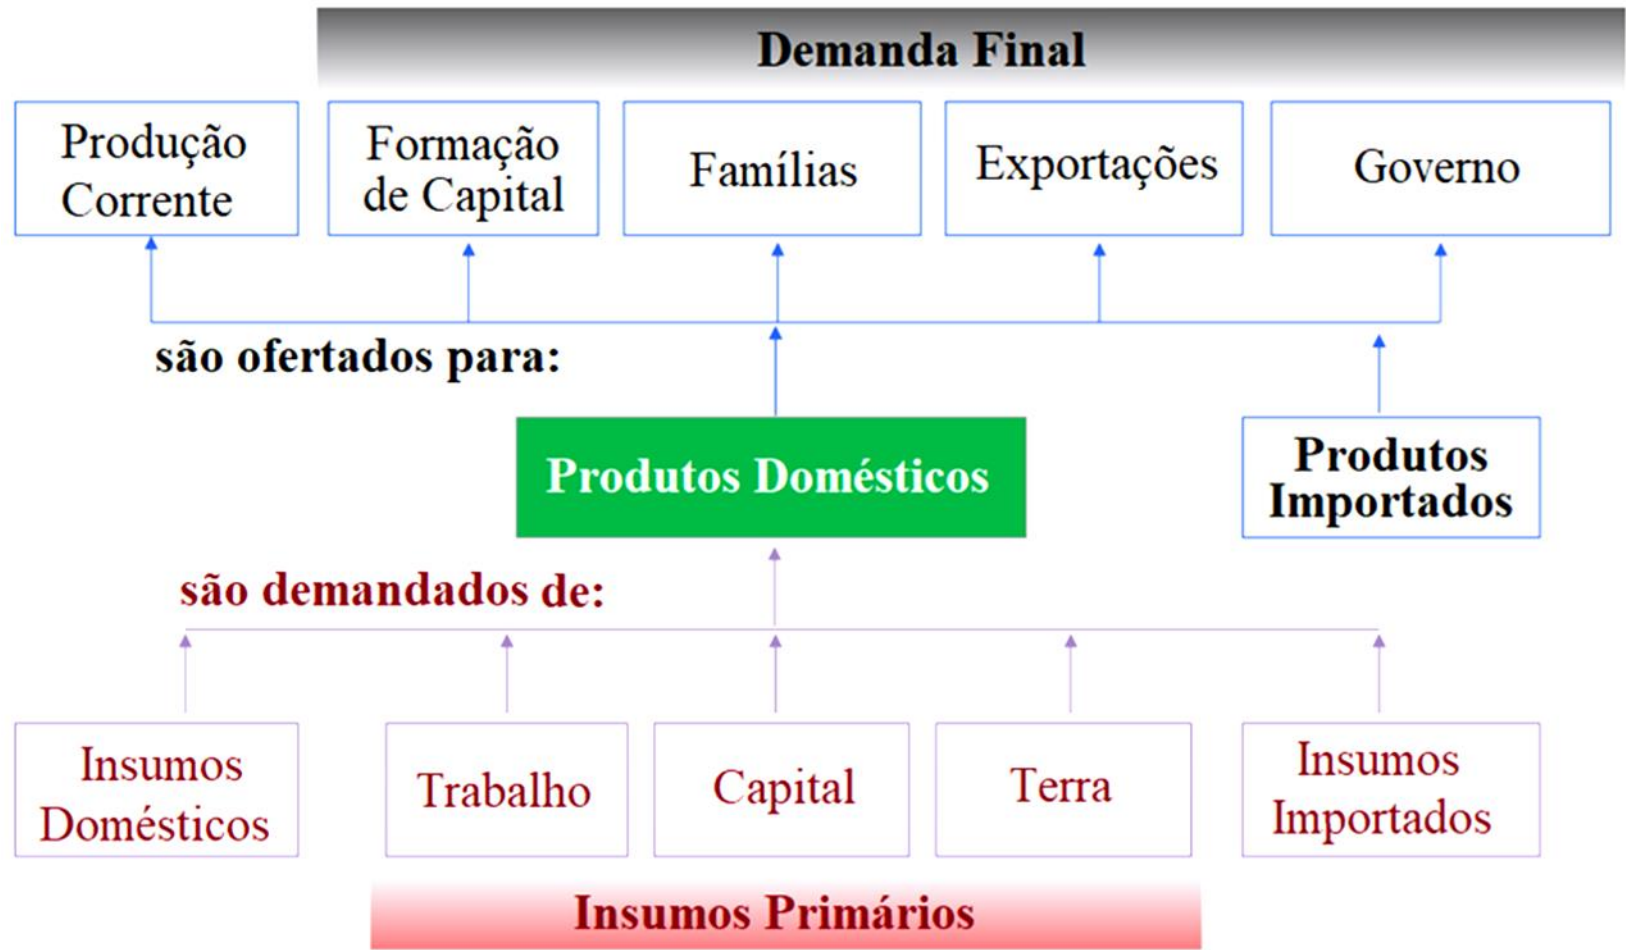 Demanda Final
Produção
Corrente
Formação
de Capital
Famílias
Exportações
Governo
são ofertados para:
Produtos Domésticos
Produtos
Importados
são demandados de:
Insumos
Domésticos
Trabalho
Capital
Terra
Insumos
Importados
Insumos Primários